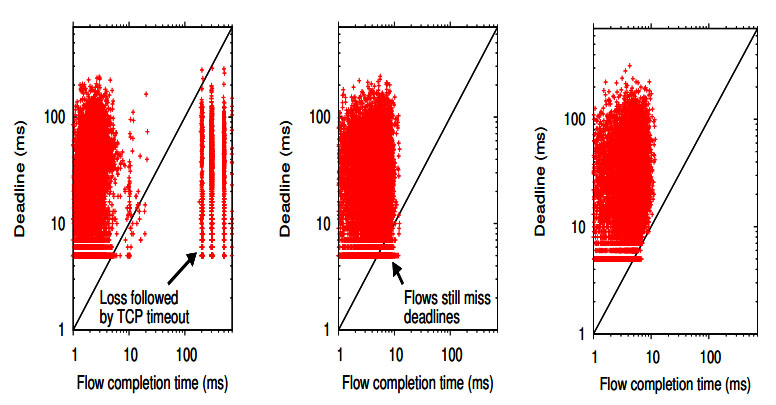 Deadline (ms)
100
10
1
1
10
100
Loss followed
by TCP timeout
Flow completion time (ms)
Deadline (ms)
100
10
1
1
10
100
Flows still miss
deadlines
Flow completion time (ms)
Deadline (ms)
100
10
1
1
10
100
Flow completion time (ms)